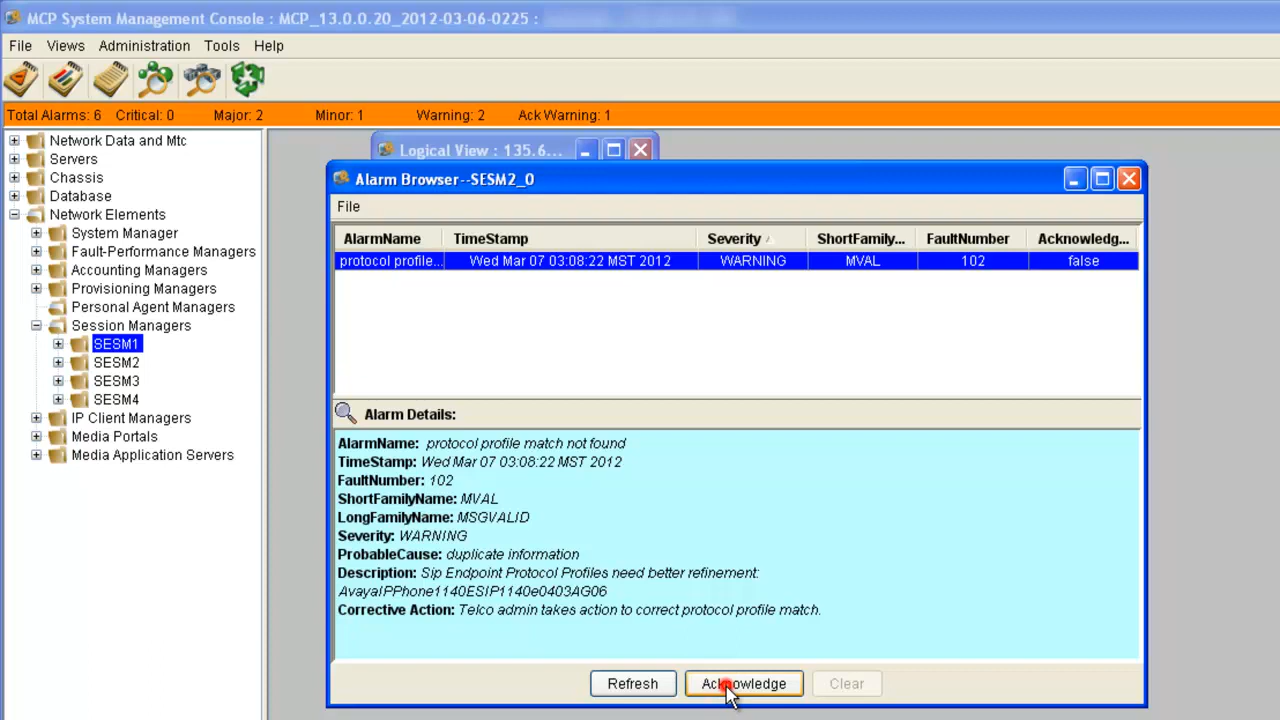 MCP System Management Console : MCP_13.0.0.20_2012-03-06-0225 :
File Views Administration Tools Help
Total Alarms: 6 Critical: 0 Major: 2 Minor: 1 Warning: 2 Ack Warning: 1
Network Data and Mtc
Servers
Chassis
Database
Network Elements
System Manager
Fault-Performance Managers
Accounting Managers
Provisioning Managers
Personal Agent Managers
Session Managers
SESM1
SESM2
SESM3
SESM4
IP Client Managers
Media Portals
Media Application Servers
Logical View : 135.6...
Alarm Browser--SESM2_0
File
AlarmName TimeStamp Severity ShortFamily... FaultNumber Acknowledg...
protocol profile... Wed Mar 07 03:08:22 MST 2012 WARNING MVAL 102 false
Alarm Details:
AlarmName: protocol profile match not found
TimeStamp: Wed Mar 07 03:08:22 MST 2012
FaultNumber: 102
ShortFamilyName: MVAL
LongFamilyName: MSGVALID
Severity: WARNING
ProbableCause: duplicate information
Description: Sip Endpoint Protocol Profiles need better refinement:
AvayaIPPhone1140ESIP1140e0403AG06
Corrective Action: Telco admin takes action to correct protocol profile match.
Refresh Acknowledge Clear